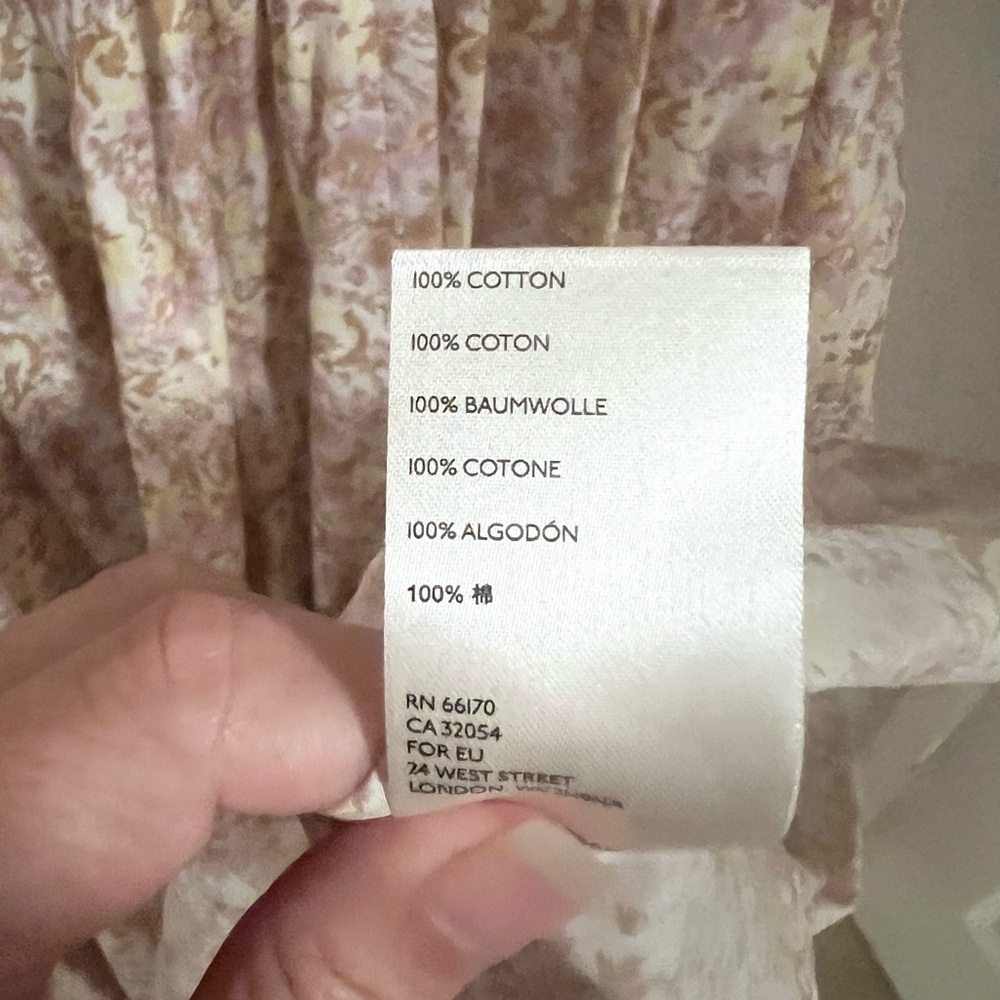 100% COTTON
100% COTON
100% BAUMWOLLE
100% COTONE
100% ALGODÓN
100% 棉
RN 66170
CA 32054
FOR EU
24 WEST STREET
LONDON,